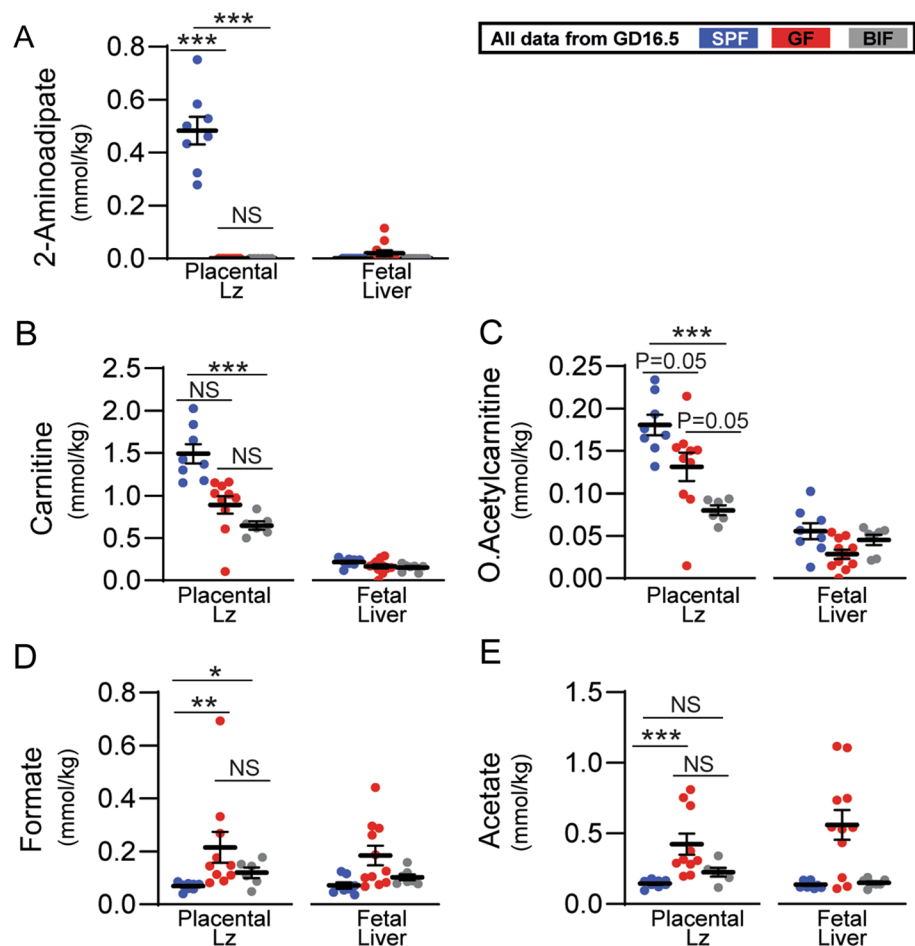 A
All data from GD16.5 SPF GF BIF
***
***
NS
2-Aminoadipate
(mmol/kg)
0.8
0.6
0.4
0.2
0.0
Placental
Lz
Fetal
Liver
B
***
NS
NS
Carnitine
(mmol/kg)
2.5
2.0
1.5
1.0
0.5
0.0
Placental
Lz
Fetal
Liver
C
***
P=0.05
P=0.05
O.Acetylcarnitine
(mmol/kg)
0.25
0.20
0.15
0.10
0.05
0.00
Placental
Lz
Fetal
Liver
D
*
**
NS
Formate
(mmol/kg)
0.8
0.6
0.4
0.2
0.0
Placental
Lz
Fetal
Liver
E
NS
***
NS
Acetate
(mmol/kg)
1.5
1.0
0.5
0.0
Placental
Lz
Fetal
Liver